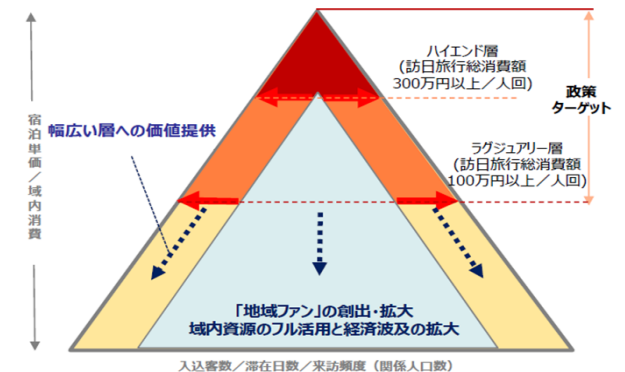 ハイエンド層
(訪日旅行総消費額
300万円以上／人回)
政策
ターゲット
幅広い層への価値提供
ラグジュアリー層
(訪日旅行総消費額
100万円以上／人回)
宿泊単価／域内消費
「地域ファン」の創出・拡大
域内資源のフル活用と経済波及の拡大
入込客数／滞在日数／来訪頻度（関係人口数）